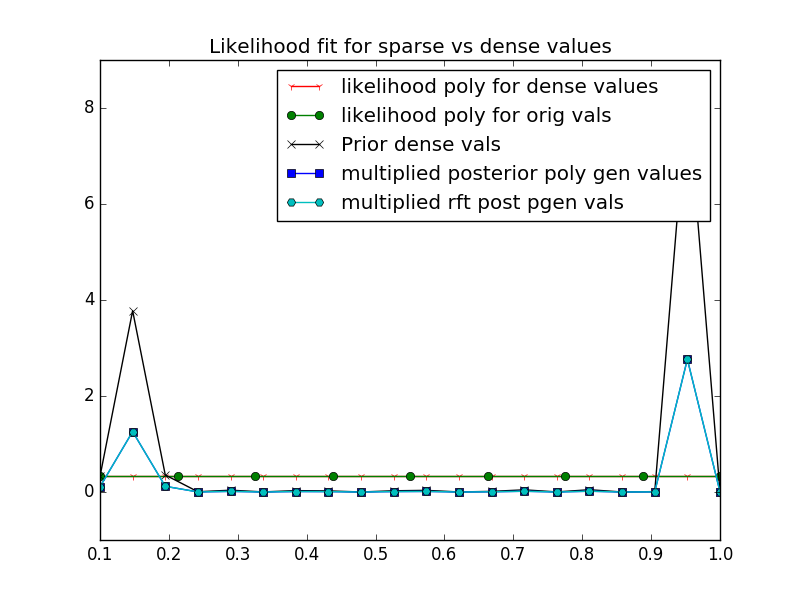 Likelihood fit for sparse vs dense values
likelihood poly for dense values
likelihood poly for orig vals
Prior dense vals
multiplied posterior poly gen values
multiplied rft post pgen vals
8
6
4
2
0
0.1 0.2 0.3 0.4 0.5 0.6 0.7 0.8 0.9 1.0